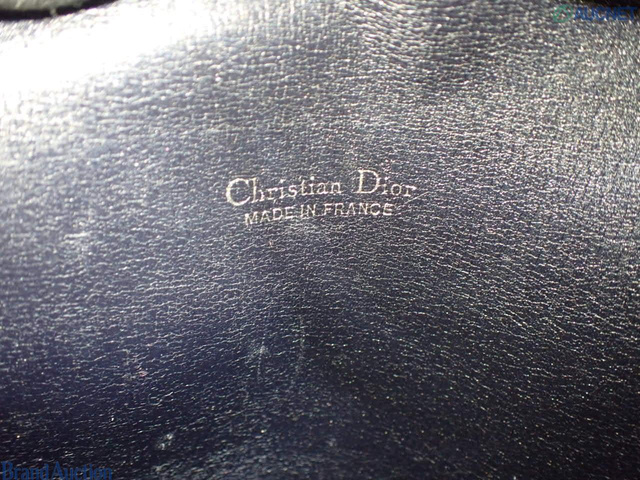 Christian Dior
MADE IN FRANCE
Brand Auction